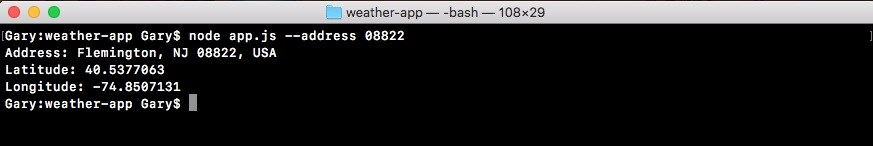 weather-app — -bash — 108×29
[Gary:weather-app Gary$ node app.js --address 08822
Address: Flemington, NJ 08822, USA
Latitude: 40.5377063
Longitude: -74.8507131
Gary:weather-app Gary$